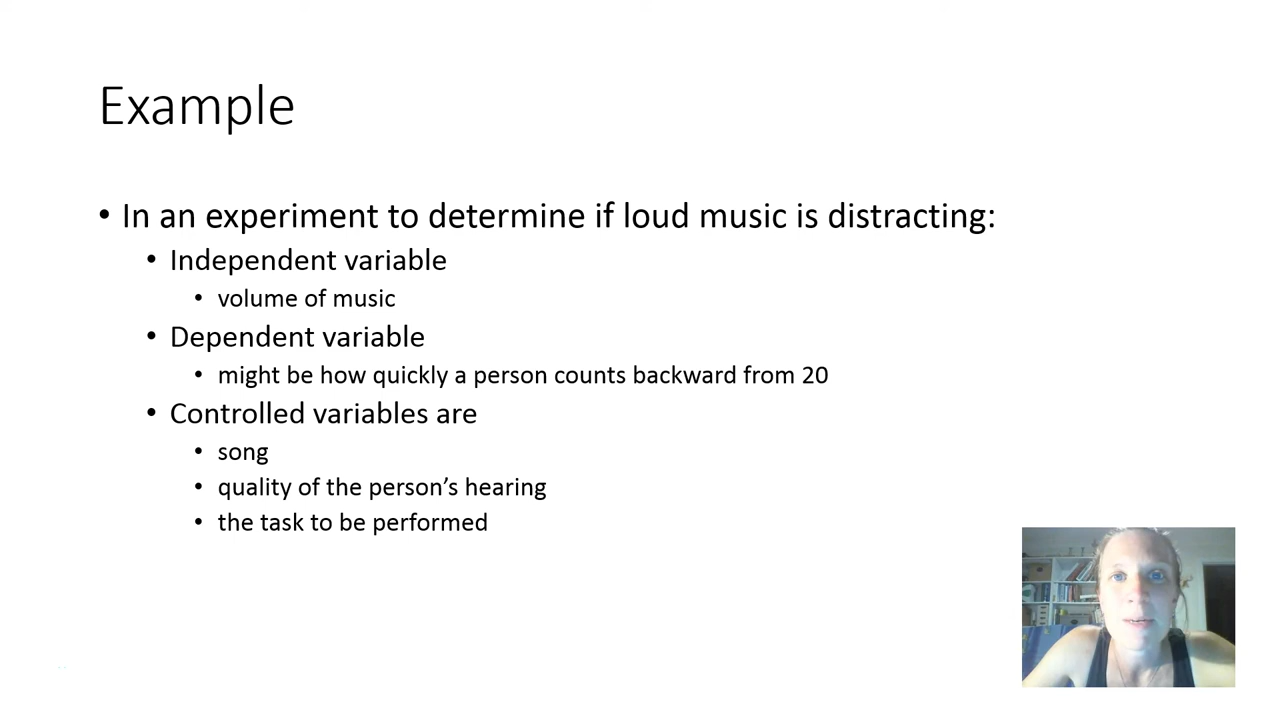 Example
• In an experiment to determine if loud music is distracting:
• Independent variable
• volume of music
• Dependent variable
• might be how quickly a person counts backward from 20
• Controlled variables are
• song
• quality of the person’s hearing
• the task to be performed